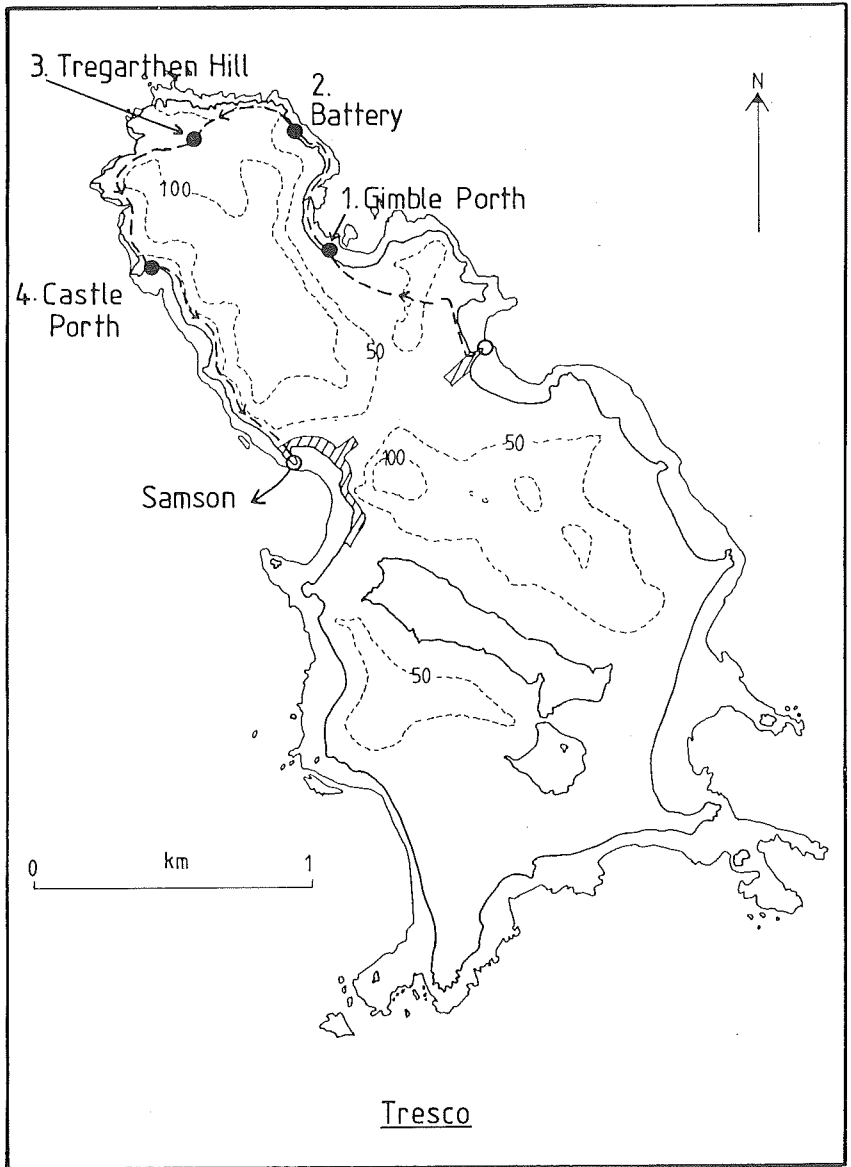 3. Tregarthen Hill
2.
Battery
N
100
1. Gimble Porth
4. Castle
Porth
50
50
100
Samson
50
0 km 1
Tresco